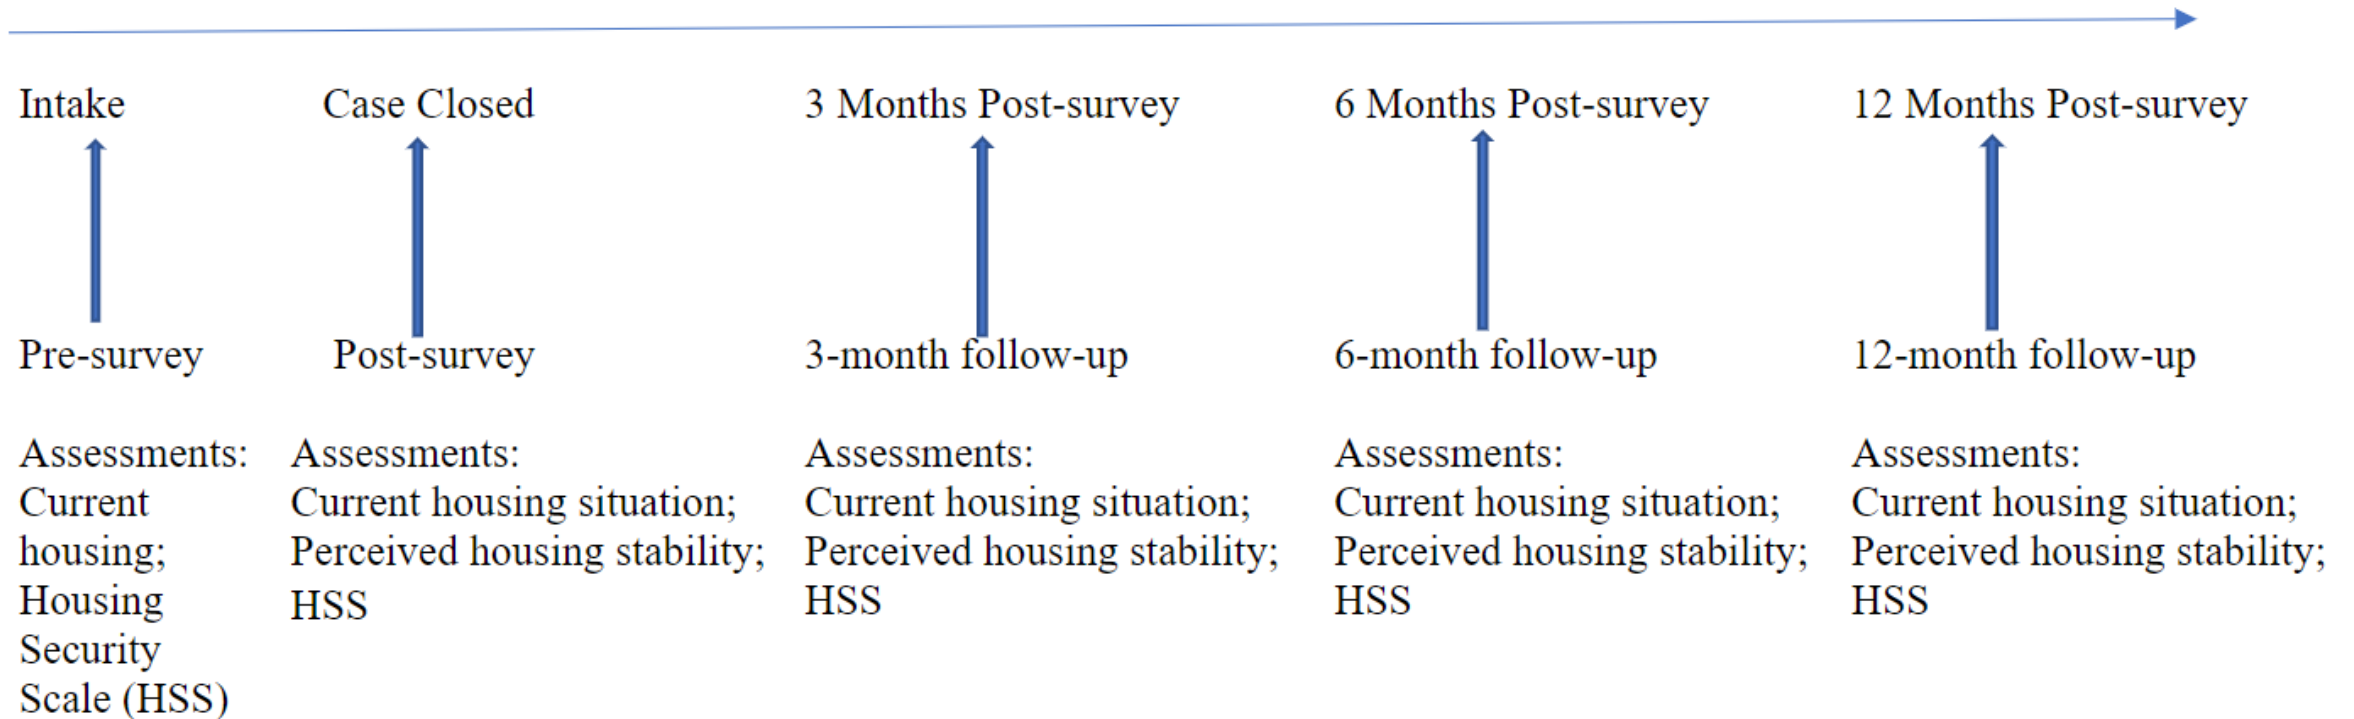 Intake
Case Closed
3 Months Post-survey
6 Months Post-survey
12 Months Post-survey
Pre-survey
Post-survey
3-month follow-up
6-month follow-up
12-month follow-up
Assessments:
Current
housing;
Housing
Security
Scale (HSS)
Assessments:
Current housing situation;
Perceived housing stability;
HSS
Assessments:
Current housing situation;
Perceived housing stability;
HSS
Assessments:
Current housing situation;
Perceived housing stability;
HSS
Assessments:
Current housing situation;
Perceived housing stability;
HSS